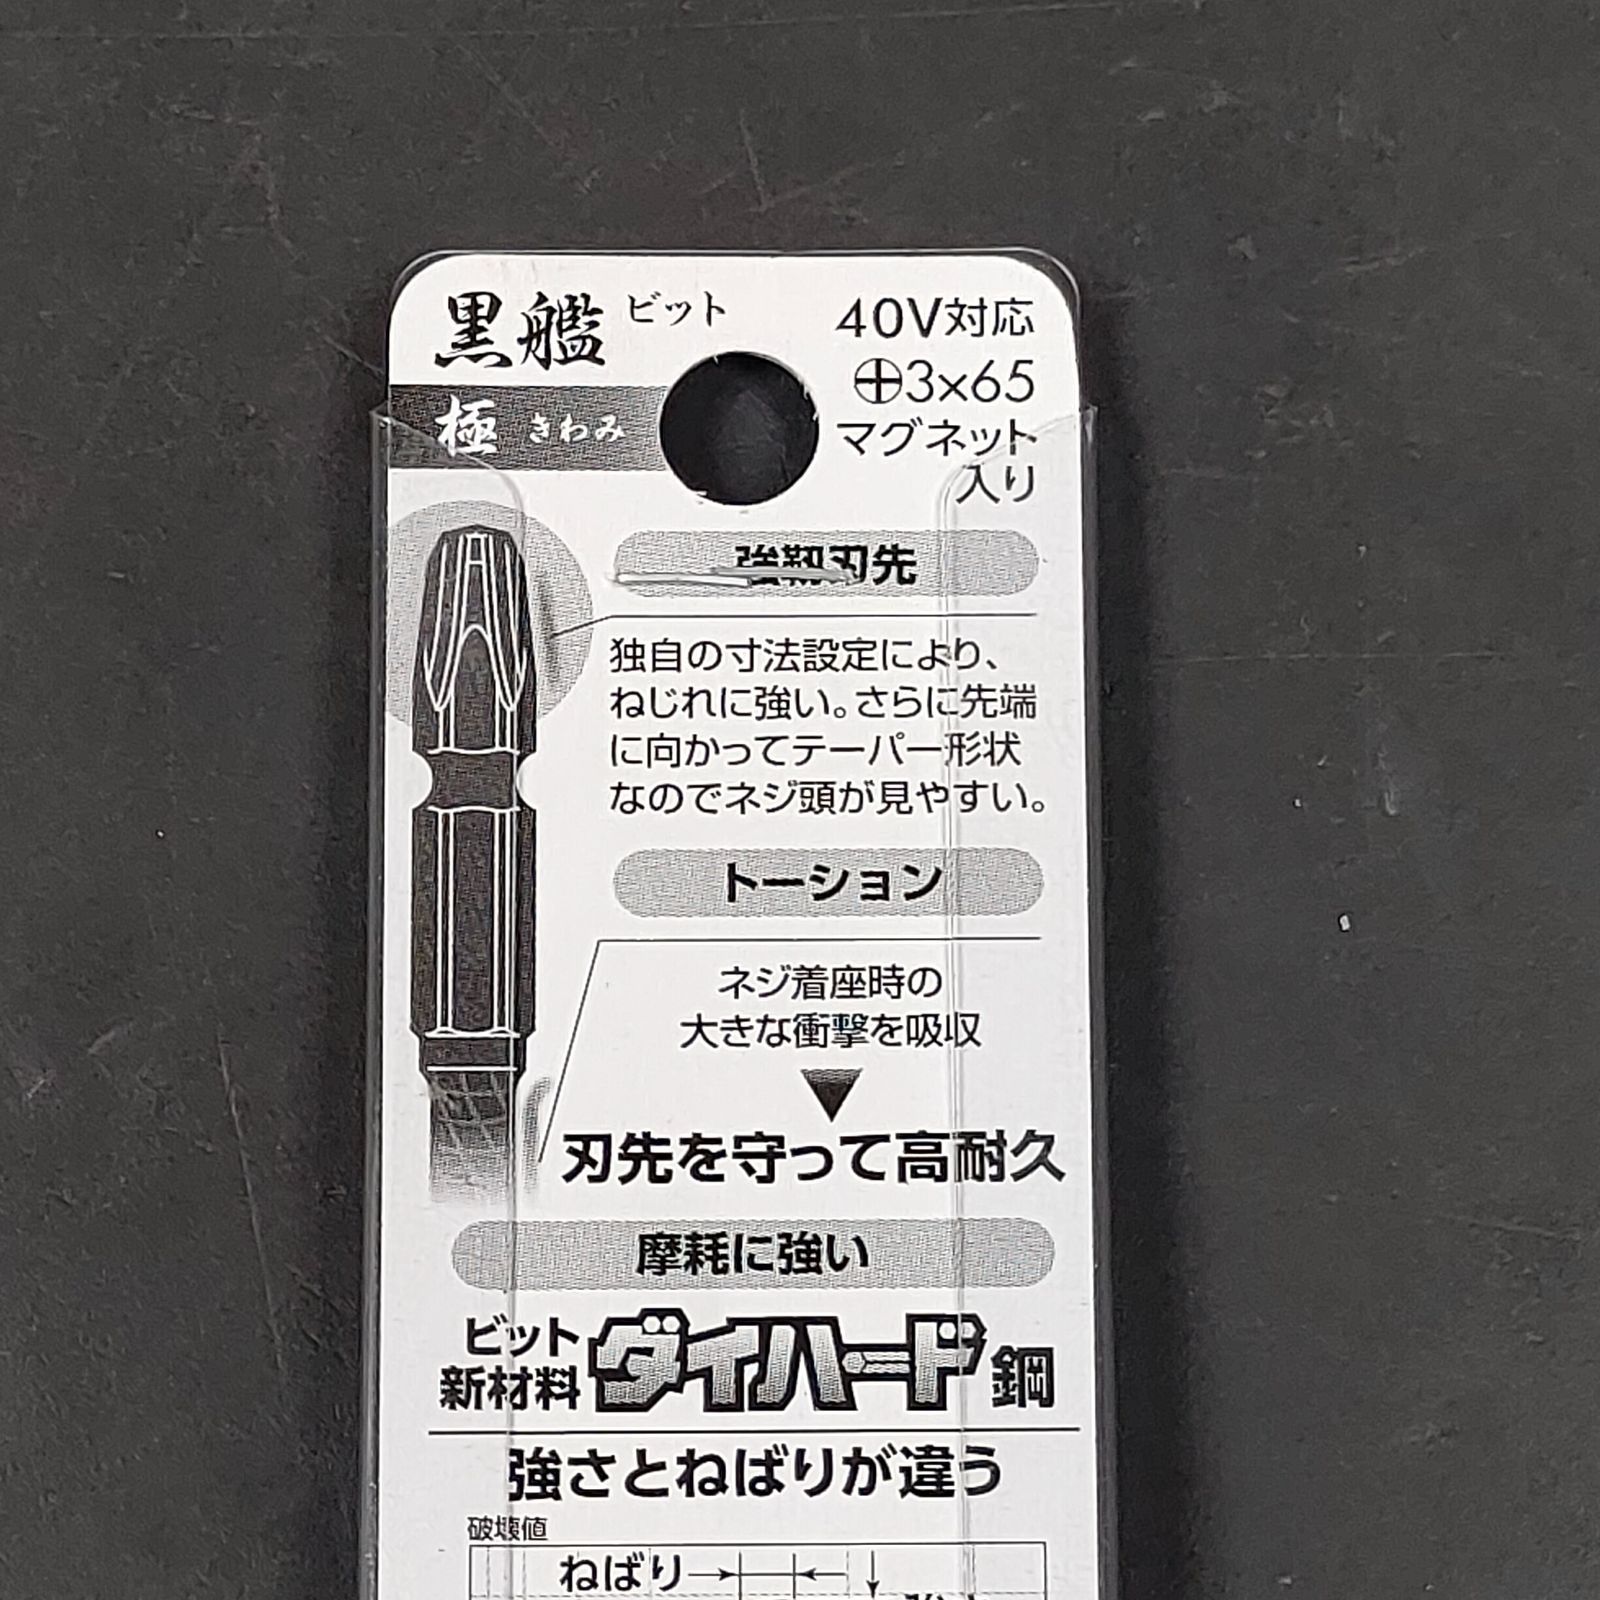 黒艦 ビット
極 きわみ
40V対応
⊕3×65
マグネット
入り
強靱刃先
独自の寸法設定により、
ねじれに強い。さらに先端
に向かってテーパー形状
なのでネジ頭が見やすい。
トーション
ネジ着座時の
大きな衝撃を吸収
▼
刃先を守って高耐久
摩耗に強い
ビット
新材料
ダイハード鋼
強さとねばりが違う
破壊値
ねばり